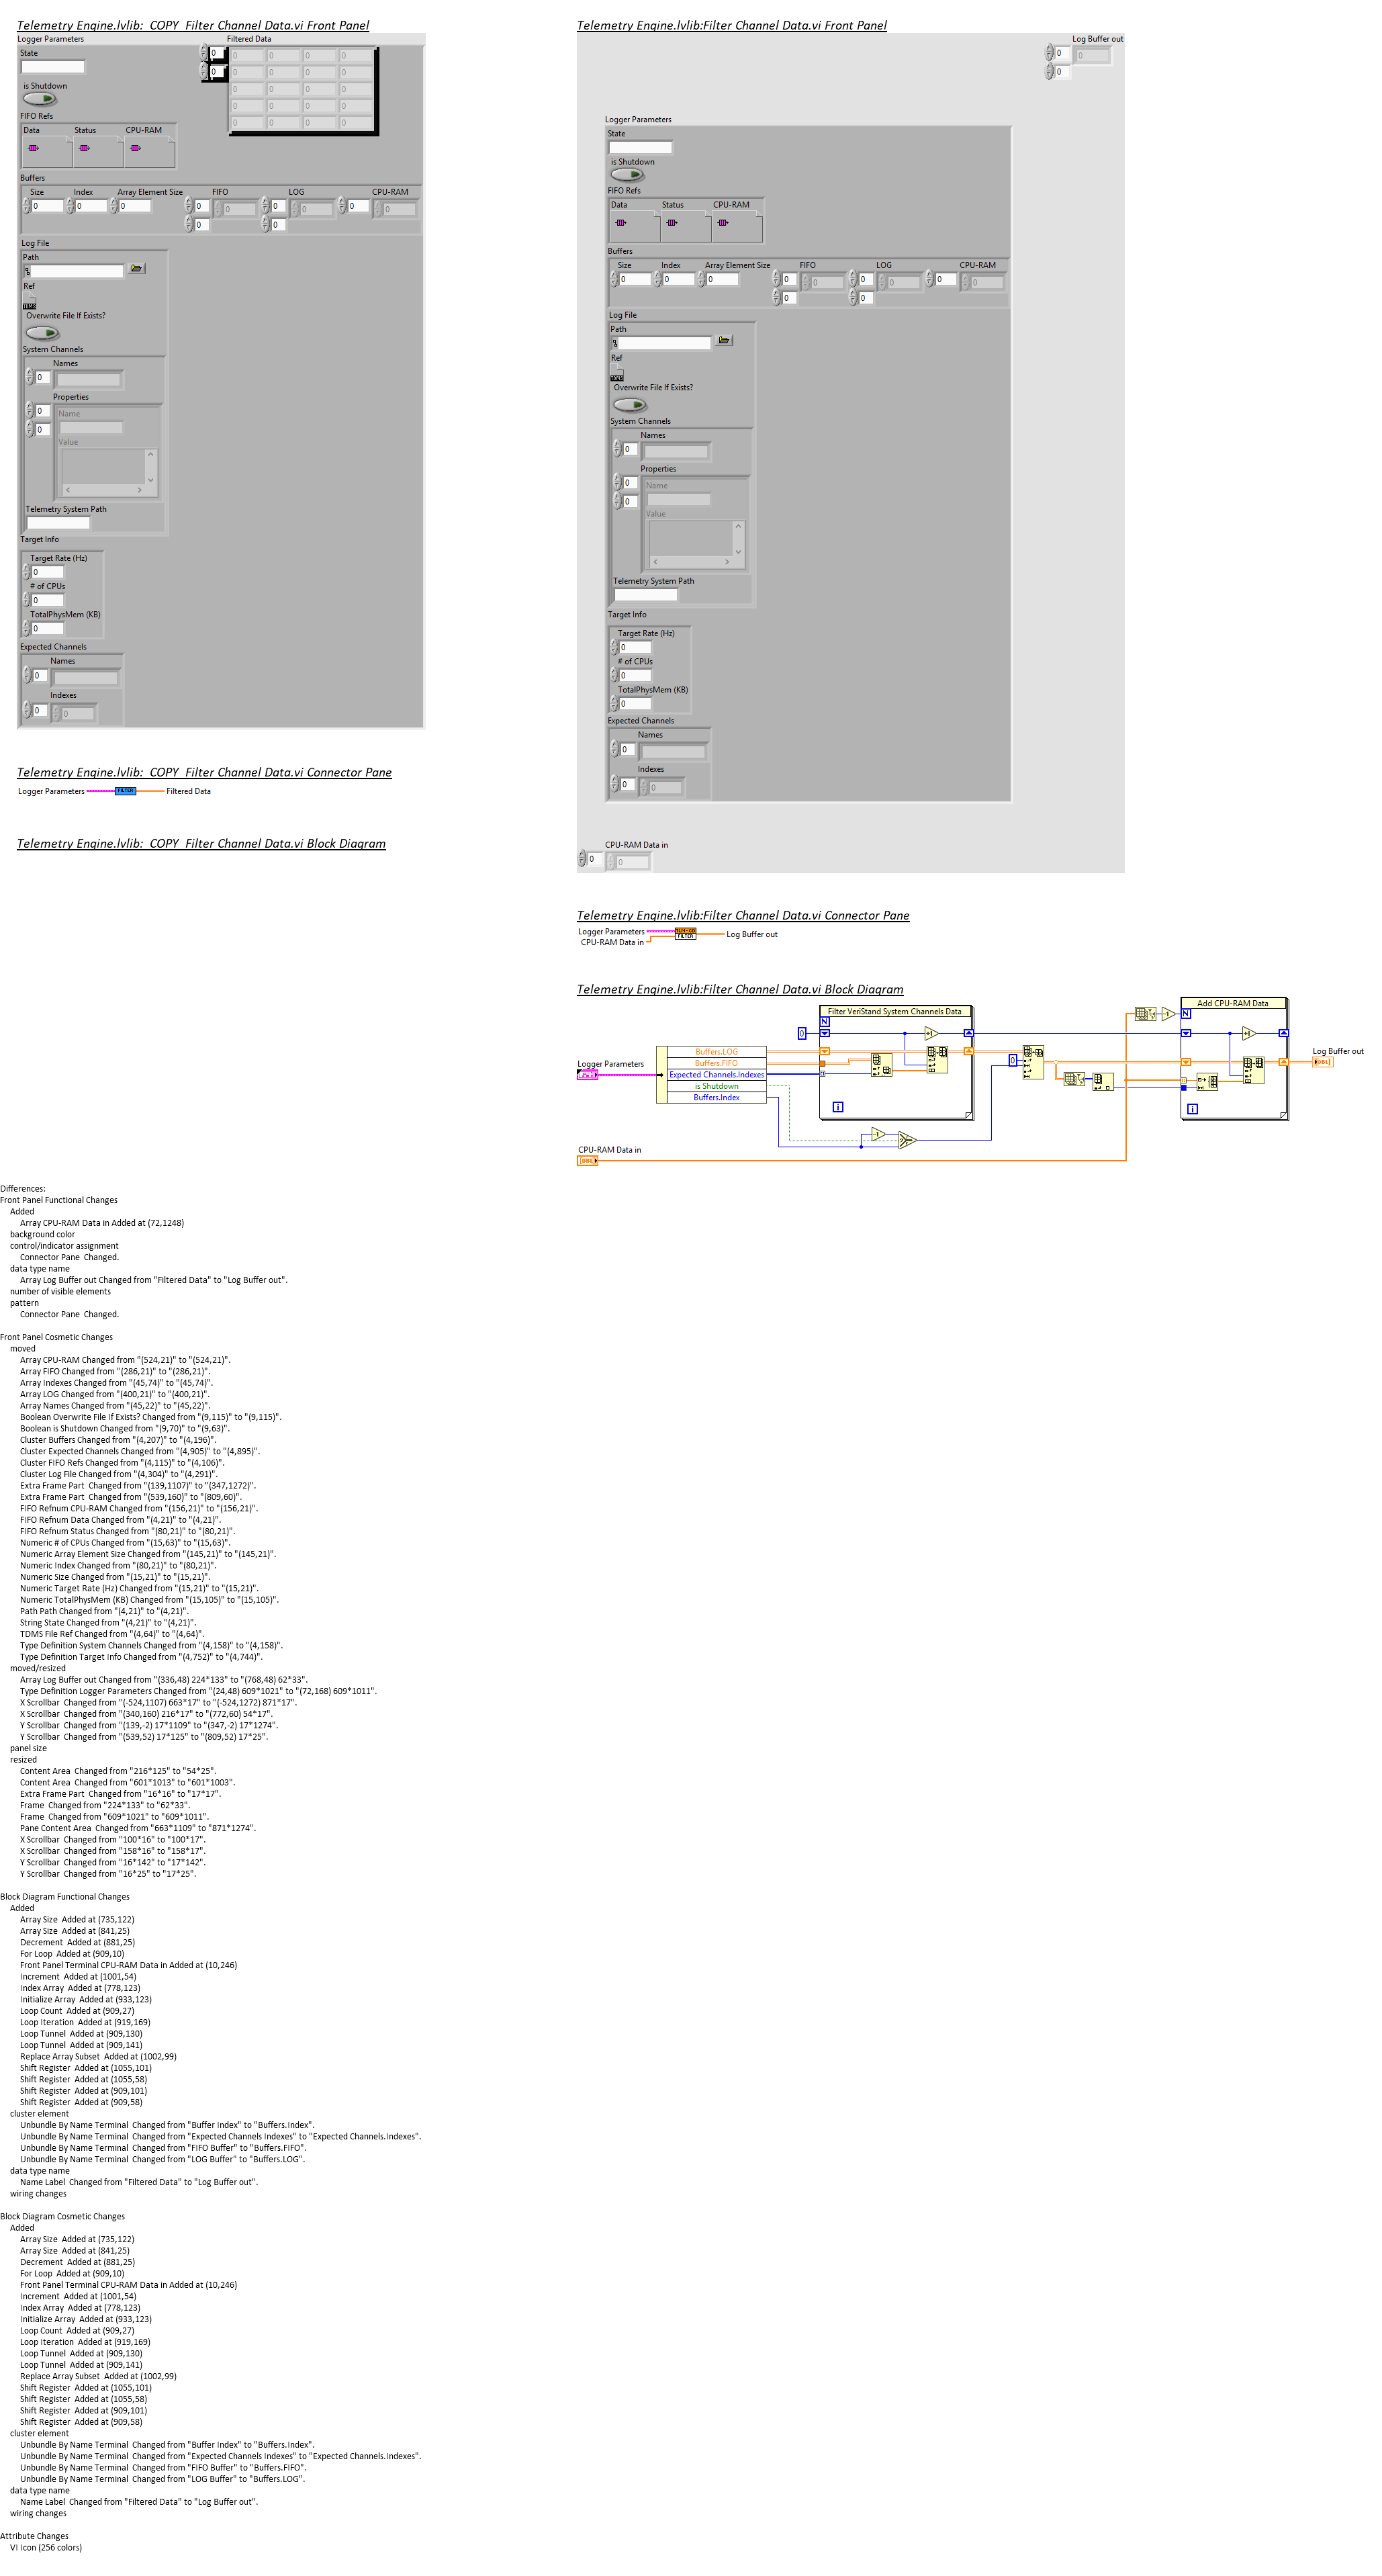 Telemetry Engine.lvlib:_COPY_Filter Channel Data.vi Front Panel
Logger Parameters
Filtered Data
State
0
0
is Shutdown
FIFO Refs
Data Status CPU-RAM
Buffers
Size Index Array Element Size FIFO LOG CPU-RAM
0 0 0 0 0 0 0 0 0
0 0
Log File
Path
Ref
TDMS
Overwrite File If Exists?
System Channels
Names
0
Properties
0 Name
0
Value
Telemetry System Path
Target Info
Target Rate (Hz)
0
# of CPUs
0
TotalPhysMem (KB)
0
Expected Channels
Names
0
Indexes
0 0
Telemetry Engine.lvlib:_COPY_Filter Channel Data.vi Connector Pane
Logger Parameters FILTER Filtered Data
Telemetry Engine.lvlib:_COPY_Filter Channel Data.vi Block Diagram
Telemetry Engine.lvlib:Filter Channel Data.vi Front Panel
Log Buffer out
0 0
0
Logger Parameters
State
is Shutdown
FIFO Refs
Data Status CPU-RAM
Buffers
Size Index Array Element Size FIFO LOG CPU-RAM
0 0 0 0 0 0 0 0 0
0 0
Log File
Path
Ref
TDMS
Overwrite File If Exists?
System Channels
Names
0
Properties
0 Name
0
Value
Telemetry System Path
Target Info
Target Rate (Hz)
0
# of CPUs
0
TotalPhysMem (KB)
0
Expected Channels
Names
0
Indexes
0 0
CPU-RAM Data in
0 0
Telemetry Engine.lvlib:Filter Channel Data.vi Connector Pane
Logger Parameters FILTER Log Buffer out
CPU-RAM Data in
Telemetry Engine.lvlib:Filter Channel Data.vi Block Diagram
Filter VeriStand System Channels Data
Add CPU-RAM Data
N
N
0
+1
+1
Logger Parameters
Buffers.LOG
Buffers.FIFO
Expected Channels.Indexes
is Shutdown
Buffers.Index
0
Log Buffer out
i
i
CPU-RAM Data in
Differences:
Front Panel Functional Changes
Added
Array CPU-RAM Data in Added at (72,1248)
background color
control/indicator assignment
Connector Pane  Changed.
data type name
Array Log Buffer out Changed from "Filtered Data" to "Log Buffer out".
number of visible elements
pattern
Connector Pane  Changed.
Front Panel Cosmetic Changes
moved
Array CPU-RAM Changed from "(524,21)" to "(524,21)".
Array FIFO Changed from "(286,21)" to "(286,21)".
Array Indexes Changed from "(45,74)" to "(45,74)".
Array LOG Changed from "(400,21)" to "(400,21)".
Array Names Changed from "(45,22)" to "(45,22)".
Boolean Overwrite File If Exists? Changed from "(9,115)" to "(9,115)".
Boolean is Shutdown Changed from "(9,70)" to "(9,63)".
Cluster Buffers Changed from "(4,207)" to "(4,196)".
Cluster Expected Channels Changed from "(4,905)" to "(4,895)".
Cluster FIFO Refs Changed from "(4,115)" to "(4,106)".
Cluster Log File Changed from "(4,304)" to "(4,291)".
Extra Frame Part  Changed from "(139,1107)" to "(347,1272)".
Extra Frame Part  Changed from "(539,160)" to "(809,60)".
FIFO Refnum CPU-RAM Changed from "(156,21)" to "(156,21)".
FIFO Refnum Data Changed from "(4,21)" to "(4,21)".
FIFO Refnum Status Changed from "(80,21)" to "(80,21)".
Numeric # of CPUs Changed from "(15,63)" to "(15,63)".
Numeric Array Element Size Changed from "(145,21)" to "(145,21)".
Numeric Index Changed from "(80,21)" to "(80,21)".
Numeric Size Changed from "(15,21)" to "(15,21)".
Numeric Target Rate (Hz) Changed from "(15,21)" to "(15,21)".
Numeric TotalPhysMem (KB) Changed from "(15,105)" to "(15,105)".
Path Path Changed from "(4,21)" to "(4,21)".
String State Changed from "(4,21)" to "(4,21)".
TDMS File Ref Changed from "(4,64)" to "(4,64)".
Type Definition System Channels Changed from "(4,158)" to "(4,158)".
Type Definition Target Info Changed from "(4,752)" to "(4,744)".
moved/resized
Array Log Buffer out Changed from "(336,48) 224*133" to "(768,48) 62*33".
Type Definition Logger Parameters Changed from "(24,48) 609*1021" to "(72,168) 609*1011".
X Scrollbar  Changed from "(-524,1107) 663*17" to "(-524,1272) 871*17".
X Scrollbar  Changed from "(340,160) 216*17" to "(772,60) 54*17".
Y Scrollbar  Changed from "(139,-2) 17*1109" to "(347,-2) 17*1274".
Y Scrollbar  Changed from "(539,52) 17*125" to "(809,52) 17*25".
panel size
resized
Content Area  Changed from "216*125" to "54*25".
Content Area  Changed from "601*1013" to "601*1003".
Extra Frame Part  Changed from "16*16" to "17*17".
Frame  Changed from "224*133" to "62*33".
Frame  Changed from "609*1021" to "609*1011".
Pane Content Area  Changed from "663*1109" to "871*1274".
X Scrollbar  Changed from "100*16" to "100*17".
X Scrollbar  Changed from "158*16" to "158*17".
Y Scrollbar  Changed from "16*142" to "17*142".
Y Scrollbar  Changed from "16*25" to "17*25".
Block Diagram Functional Changes
Added
Array Size  Added at (735,122)
Array Size  Added at (841,25)
Decrement  Added at (881,25)
For Loop  Added at (909,10)
Front Panel Terminal CPU-RAM Data in Added at (10,246)
Increment  Added at (1001,54)
Index Array  Added at (778,123)
Initialize Array  Added at (933,123)
Loop Count  Added at (909,27)
Loop Iteration  Added at (919,169)
Loop Tunnel  Added at (909,130)
Loop Tunnel  Added at (909,141)
Replace Array Subset  Added at (1002,99)
Shift Register  Added at (1055,101)
Shift Register  Added at (1055,58)
Shift Register  Added at (909,101)
Shift Register  Added at (909,58)
cluster element
Unbundle By Name Terminal  Changed from "Buffer Index" to "Buffers.Index".
Unbundle By Name Terminal  Changed from "Expected Channels Indexes" to "Expected Channels.Indexes".
Unbundle By Name Terminal  Changed from "FIFO Buffer" to "Buffers.FIFO".
Unbundle By Name Terminal  Changed from "LOG Buffer" to "Buffers.LOG".
data type name
Name Label  Changed from "Filtered Data" to "Log Buffer out".
wiring changes
Block Diagram Cosmetic Changes
Added
Array Size  Added at (735,122)
Array Size  Added at (841,25)
Decrement  Added at (881,25)
For Loop  Added at (909,10)
Front Panel Terminal CPU-RAM Data in Added at (10,246)
Increment  Added at (1001,54)
Index Array  Added at (778,123)
Initialize Array  Added at (933,123)
Loop Count  Added at (909,27)
Loop Iteration  Added at (919,169)
Loop Tunnel  Added at (909,130)
Loop Tunnel  Added at (909,141)
Replace Array Subset  Added at (1002,99)
Shift Register  Added at (1055,101)
Shift Register  Added at (1055,58)
Shift Register  Added at (909,101)
Shift Register  Added at (909,58)
cluster element
Unbundle By Name Terminal  Changed from "Buffer Index" to "Buffers.Index".
Unbundle By Name Terminal  Changed from "Expected Channels Indexes" to "Expected Channels.Indexes".
Unbundle By Name Terminal  Changed from "FIFO Buffer" to "Buffers.FIFO".
Unbundle By Name Terminal  Changed from "LOG Buffer" to "Buffers.LOG".
data type name
Name Label  Changed from "Filtered Data" to "Log Buffer out".
wiring changes
Attribute Changes
VI Icon (256 colors)